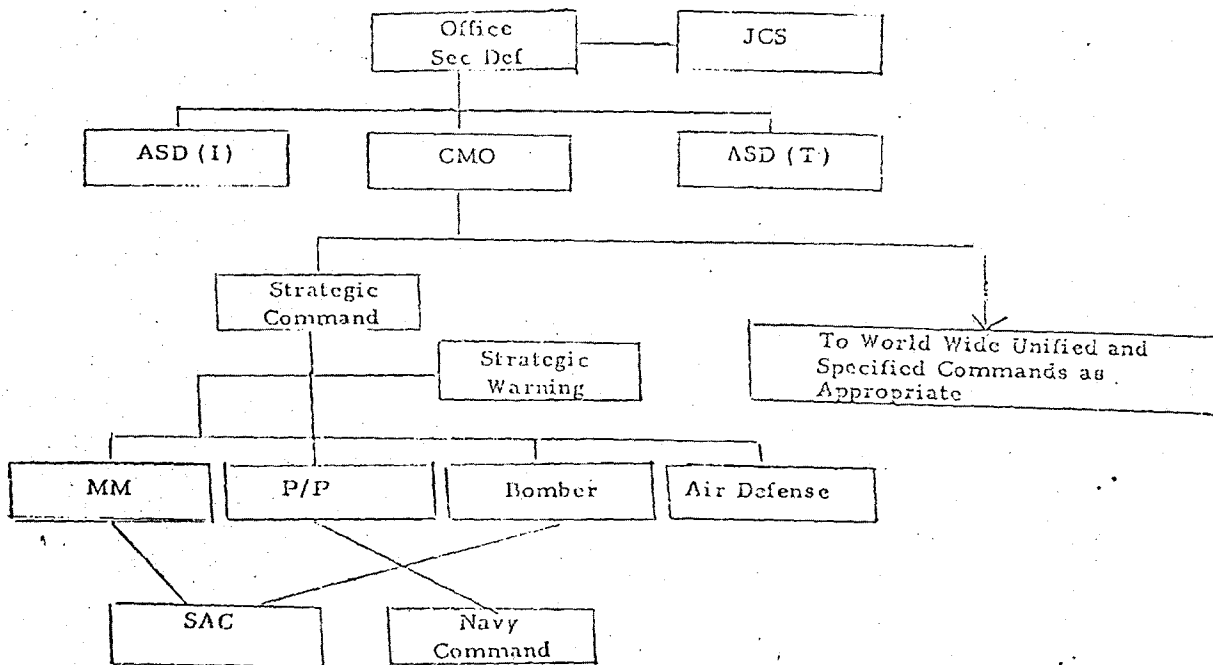 Office
Sec Def
JCS
ASD (I)
CMO
ASD (T)
Strategic
Command
Strategic
Warning
To World Wide Unified and
Specified Commands as
Appropriate
MM
P/P
Bomber
Air Defense
SAC
Navy
Command